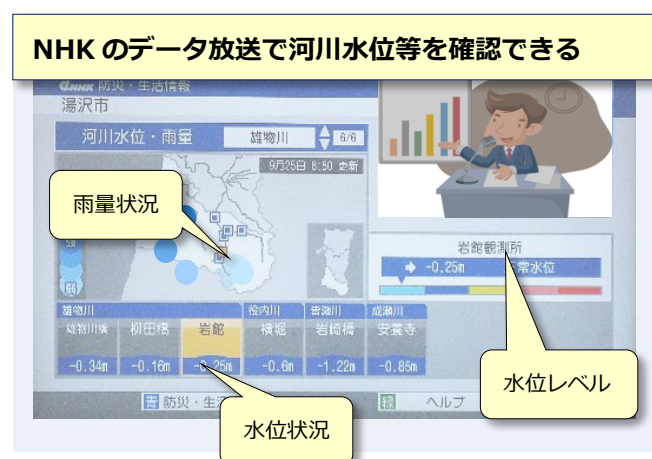 NHK のデータ放送で河川水位等を確認できる
NHK 防災・生活情報
湯沢市
河川水位・雨量
雄物川
6/6
9月25日 8:50 更新
雨量状況
岩館観測所
-0.25m
常水位
雄物川
役内川
皆瀬川
成瀬川
雄物川橋
柳田橋
岩館
横堀
岩崎橋
安養寺
-0.34m
-0.16m
-0.25m
-0.6m
-1.22m
-0.85m
水位レベル
青 防災・生
緑 ヘルプ
水位状況